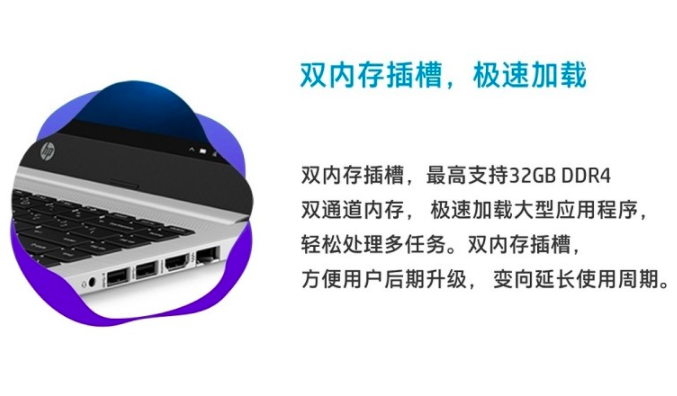 双内存插槽，极速加载
双内存插槽，最高支持32GB DDR4
双通道内存， 极速加载大型应用程序，
轻松处理多任务。双内存插槽，
方便用户后期升级， 变向延长使用周期。
hp